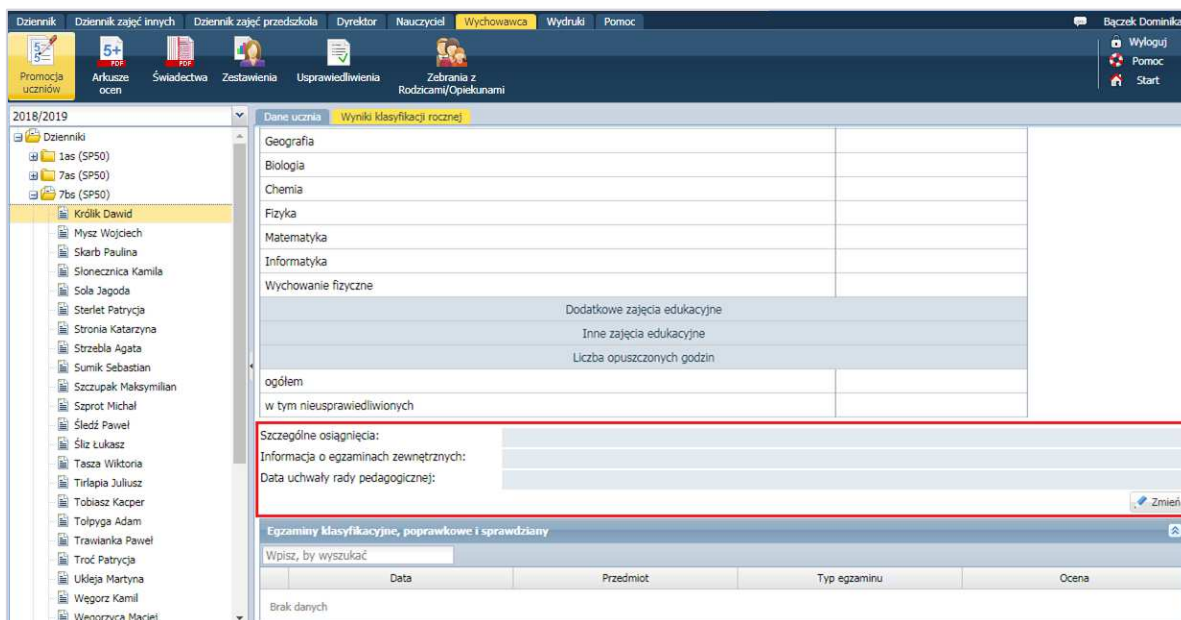 Dziennik Dziennik zajęć innych Dziennik zajęć przedszkola Dyrektor Nauczyciel Wychowawca Wydruki Pomoc Bączek Dominika
Promocja uczniów
5+ PDF Arkusze ocen
PDF Świadectwa
Zestawienia
Usprawiedliwienia
Zebrania z Rodzicami/Opiekunami
Wyloguj
Pomoc
Start
2018/2019
Dzienniki
1as (SP50)
7as (SP50)
7bs (SP50)
Królik Dawid
Mysz Wojciech
Skarb Paulina
Słonecznica Kamila
Sola Jagoda
Sterlet Patrycja
Stronia Katarzyna
Strzebla Agata
Sumik Sebastian
Szczupak Maksymilian
Szprot Michał
Śledź Paweł
Śliz Łukasz
Tasza Wiktoria
Tirlapia Juliusz
Tobiasz Kacper
Tołpyga Adam
Trawianka Paweł
Troć Patrycja
Ukleja Martyna
Węgorz Kamil
Węgorzyca Maciej
Dane ucznia Wyniki klasyfikacji rocznej
Geografia
Biologia
Chemia
Fizyka
Matematyka
Informatyka
Wychowanie fizyczne
Dodatkowe zajęcia edukacyjne
Inne zajęcia edukacyjne
Liczba opuszczonych godzin
ogółem
w tym nieusprawiedliwionych
Szczególne osiągnięcia:
Informacja o egzaminach zewnętrznych:
Data uchwały rady pedagogicznej:
Zmień
Egzaminy klasyfikacyjne, poprawkowe i sprawdziany
Wpisz, by wyszukać
Data Przedmiot Typ egzaminu Ocena
Brak danych